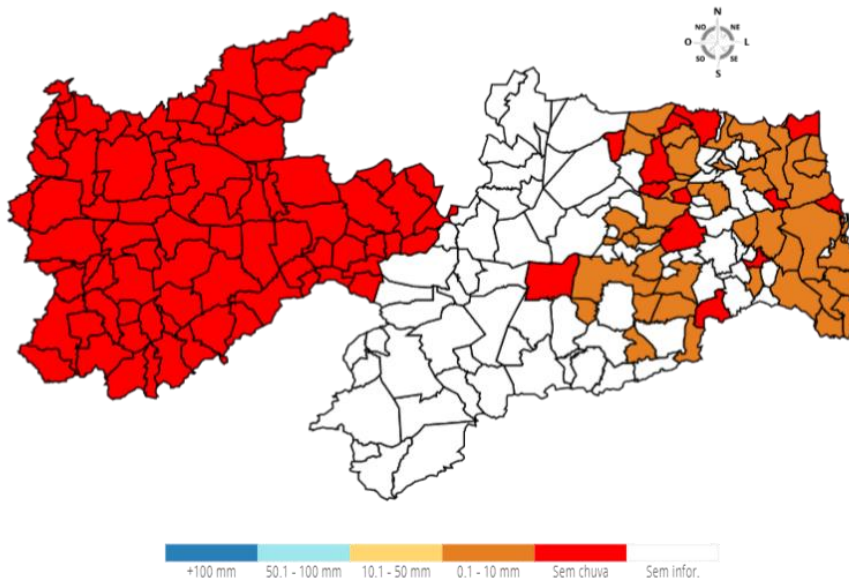 N
NO NE
O L
SO SE
S
+100 mm 50.1 - 100 mm 10.1 - 50 mm 0.1 - 10 mm Sem chuva Sem infor.